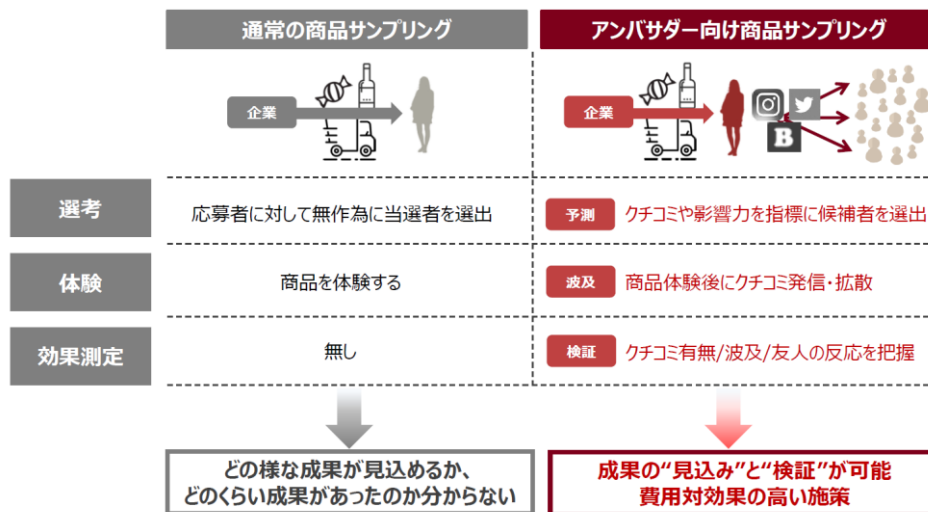 通常の商品サンプリング
アンバサダー向け商品サンプリング
企業
企業
B
選考
応募者に対して無作為に当選者を選出
予測
クチコミや影響力を指標に候補者を選出
体験
商品を体験する
波及
商品体験後にクチコミ発信・拡散
効果測定
無し
検証
クチコミ有無/波及/友人の反応を把握
どの様な成果が見込めるか、
どのくらい成果があったのか分からない
成果の“見込み”と“検証”が可能
費用対効果の高い施策